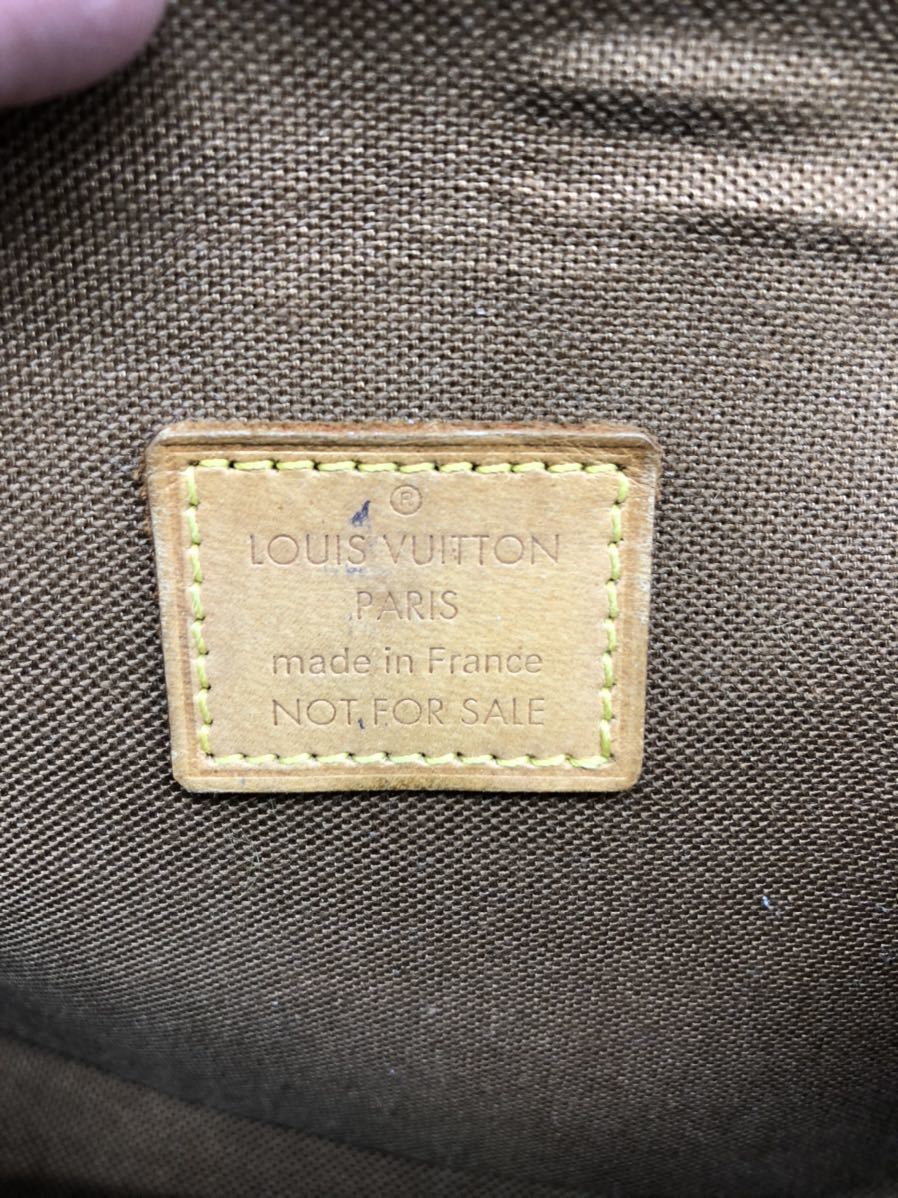 ®
LOUIS VUITTON
PARIS
made in France
NOT FOR SALE